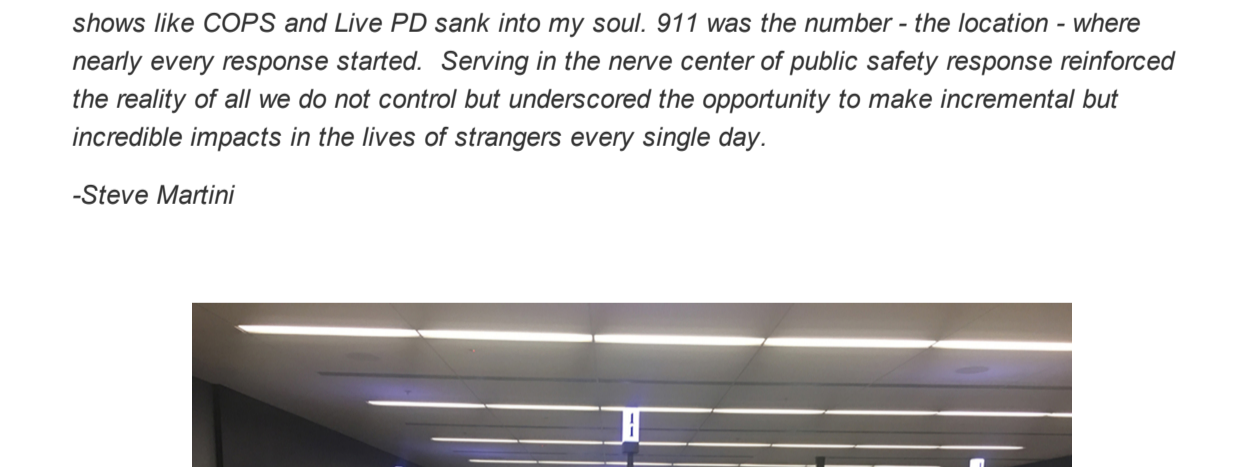 shows like COPS and Live PD sank into my soul. 911 was the number - the location - where
nearly every response started.  Serving in the nerve center of public safety response reinforced
the reality of all we do not control but underscored the opportunity to make incremental but
incredible impacts in the lives of strangers every single day.
-Steve Martini